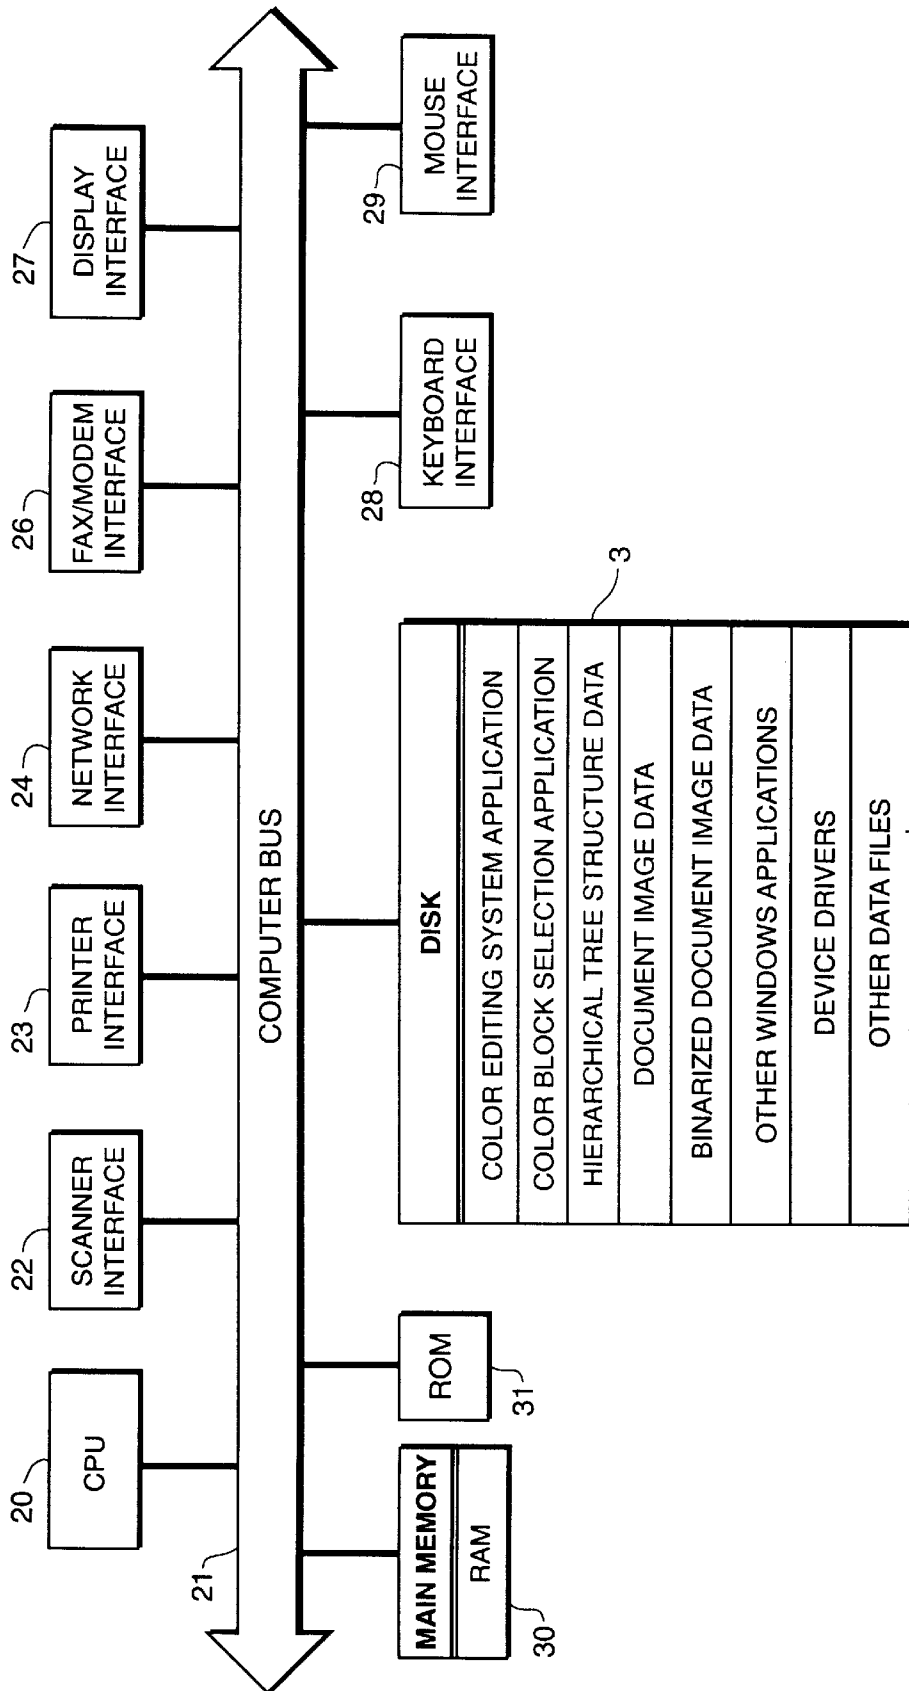 20
CPU
22
SCANNER
INTERFACE
23
PRINTER
INTERFACE
24
NETWORK
INTERFACE
26
FAX/MODEM
INTERFACE
27
DISPLAY
INTERFACE
21
COMPUTER BUS
MAIN MEMORY
RAM
30
ROM
31
DISK
COLOR EDITING SYSTEM APPLICATION
COLOR BLOCK SELECTION APPLICATION
HIERARCHICAL TREE STRUCTURE DATA
DOCUMENT IMAGE DATA
BINARIZED DOCUMENT IMAGE DATA
OTHER WINDOWS APPLICATIONS
DEVICE DRIVERS
OTHER DATA FILES
3
28
KEYBOARD
INTERFACE
29
MOUSE
INTERFACE